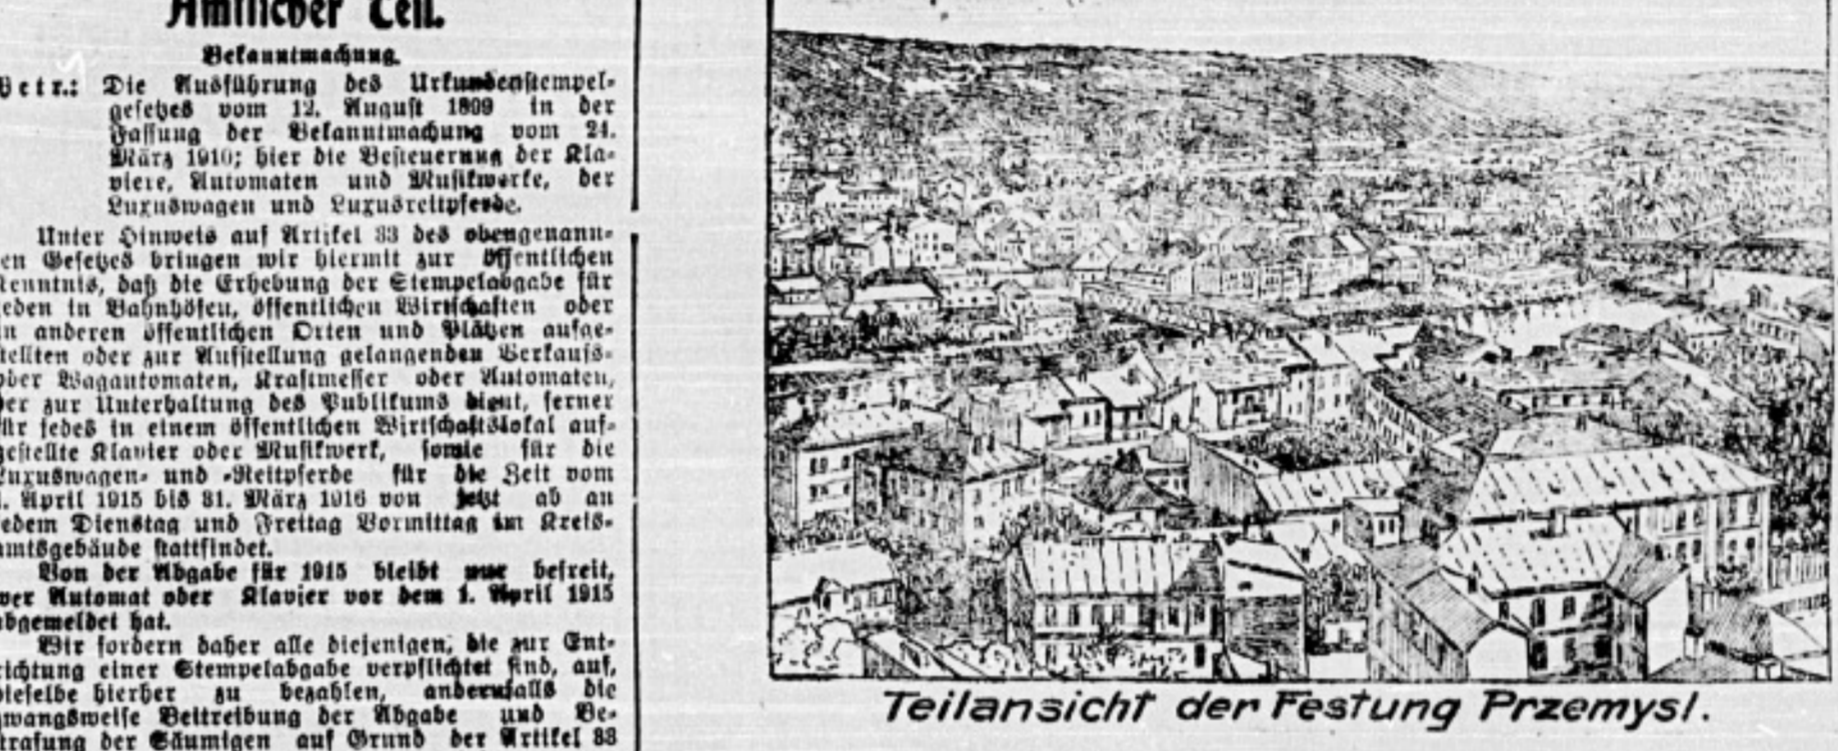 Amtlicher Teil.
Bekanntmachung.
Betr.: Die Ausführung des Urkundenstempel-
gesetzes vom 12. August 1899 in der
Fassung der Bekanntmachung vom 24.
März 1910; hier die Besteuerung der Kla-
viere, Automaten und Musikwerke, der
Luxuswagen und Luxusreitpferde.
Unter Hinweis auf Artikel 33 des obengenann-
en Gesetzes bringen wir hiermit zur öffentlichen
Kenntnis, daß die Erhebung der Stempelabgabe für
jeden in Bahnhöfen, öffentlichen Wirtschaften oder
in anderen öffentlichen Orten und Plätzen aufge-
stellten oder zur Aufstellung gelangenden Verkaufs-
oder Wagautomaten, Kraftmesser oder Automaten,
der zur Unterhaltung des Publikums dient, ferner
für jedes in einem öffentlichen Wirtschaftslokal auf-
gestellte Klavier oder Musikwerk, sowie für die
Luxuswagen- und -Reitpferde für die Zeit vom
1. April 1915 bis 31. März 1916 von jetzt ab an
jedem Dienstag und Freitag Vormittag im Kreis-
amtsgebäude stattfindet.
Von der Abgabe für 1915 bleibt nur befreit,
wer Automat oder Klavier vor dem 1. April 1915
abgemeldet hat.
Wir fordern daher alle diejenigen, die zur Ent-
richtung einer Stempelabgabe verpflichtet sind, auf,
dieselbe hierher zu bezahlen, andernfalls die
zwangsweise Beitreibung der Abgabe und Be-
strafung der Säumigen auf Grund der Artikel 33
Teilansicht der Festung Przemysl.